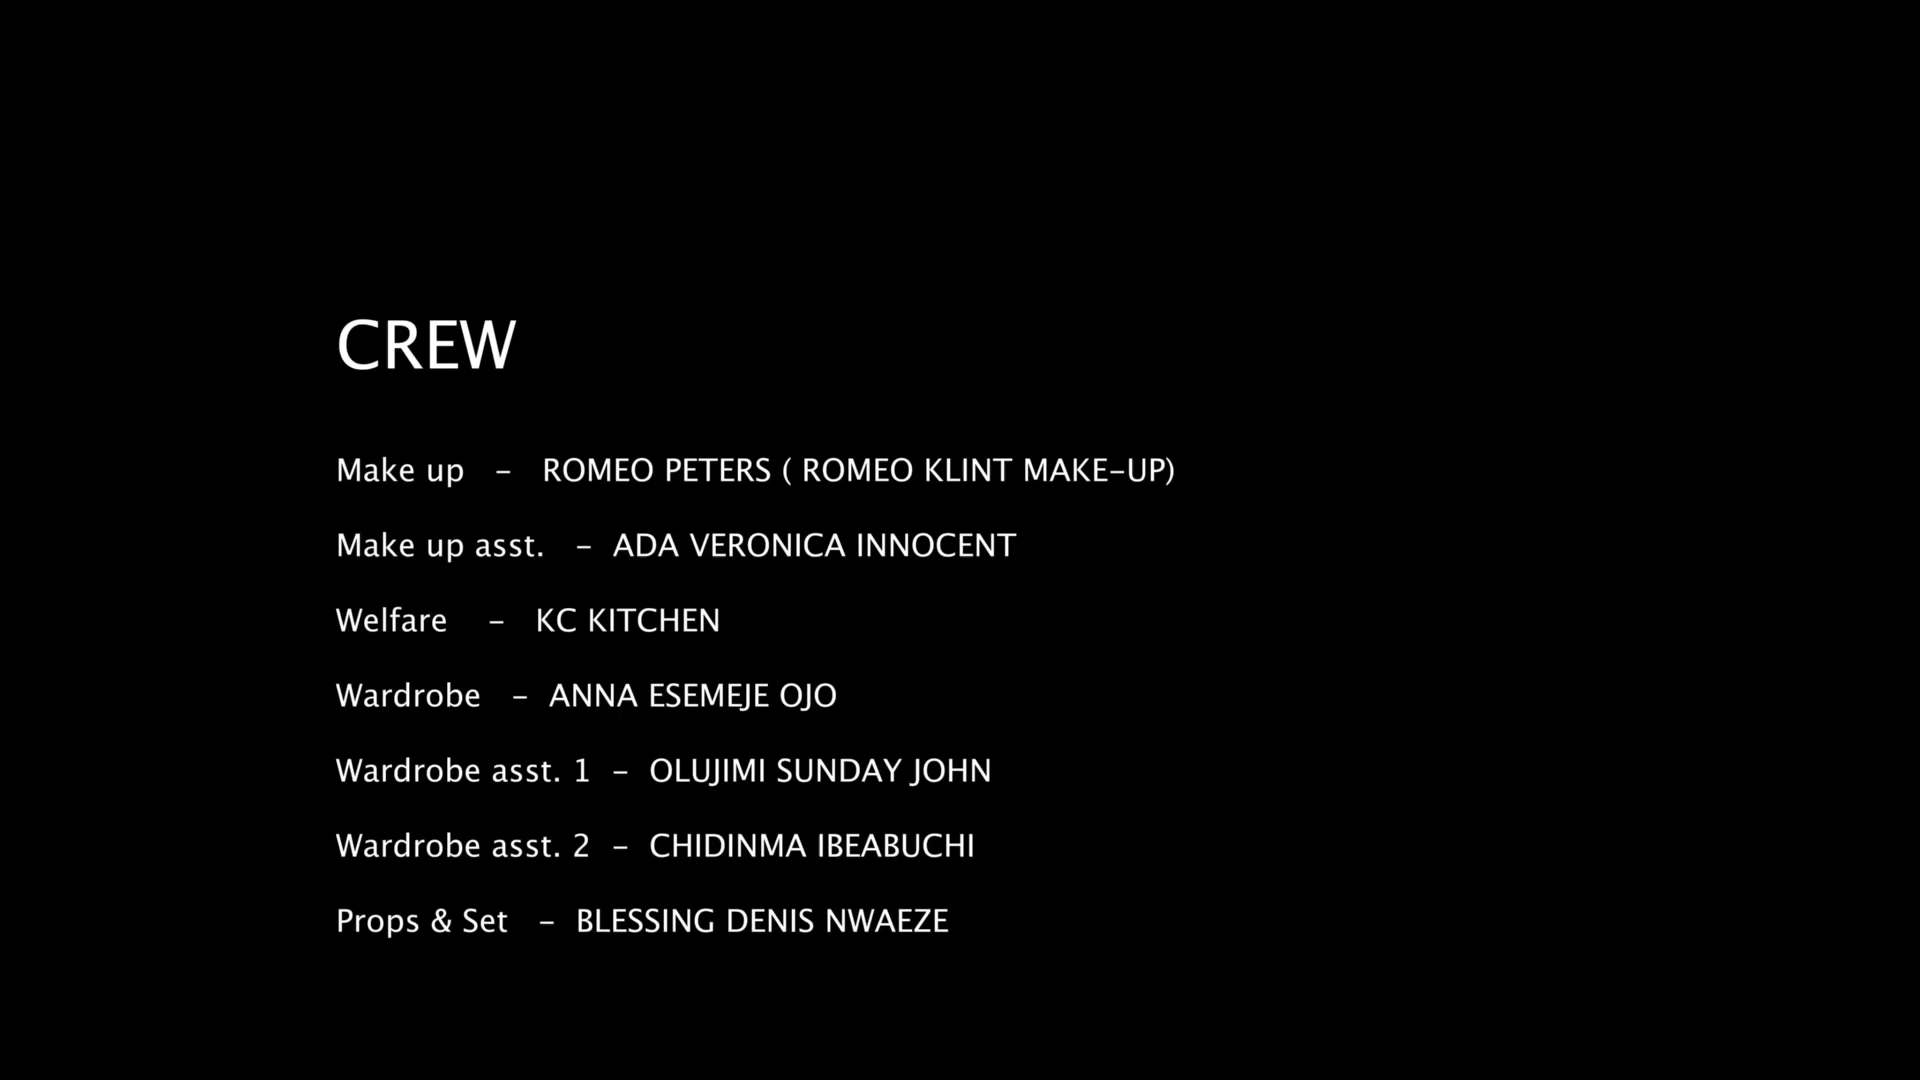 CREW
Make up - ROMEO PETERS ( ROMEO KLINT MAKE-UP)
Make up asst. - ADA VERONICA INNOCENT
Welfare - KC KITCHEN
Wardrobe - ANNA ESEMEJE OJO
Wardrobe asst. 1 - OLUJIMI SUNDAY JOHN
Wardrobe asst. 2 - CHIDINMA IBEABUCHI
Props & Set - BLESSING DENIS NWAEZE